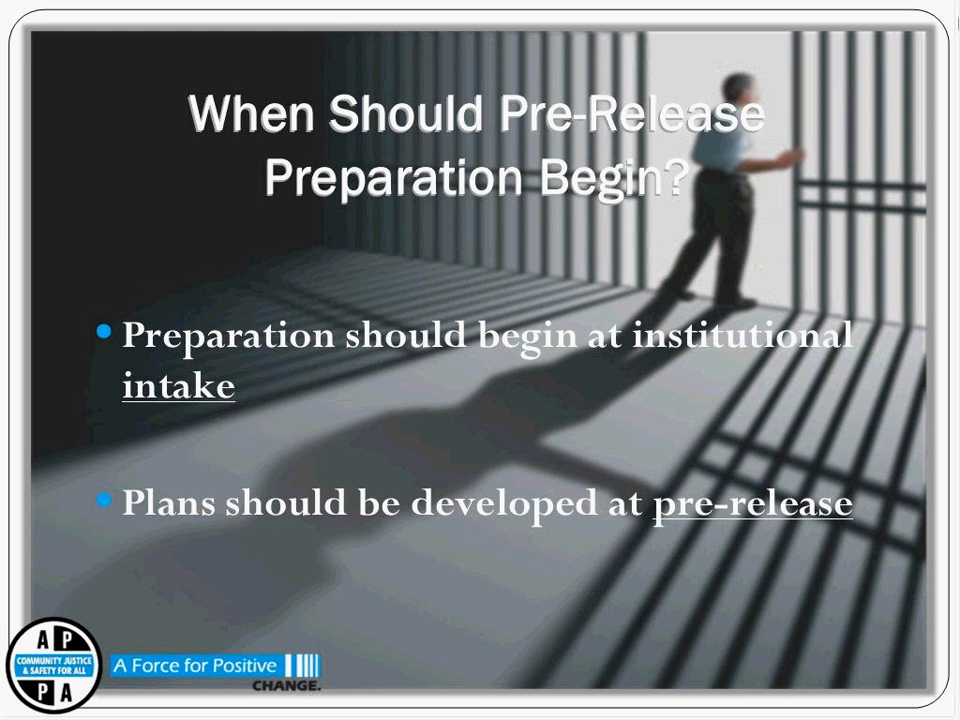 When Should Pre-Release
Preparation Begin?
• Preparation should begin at institutional
intake
• Plans should be developed at pre-release
A P
COMMUNITY JUSTICE
& SAFETY FOR ALL
P A
A Force for Positive
CHANGE.